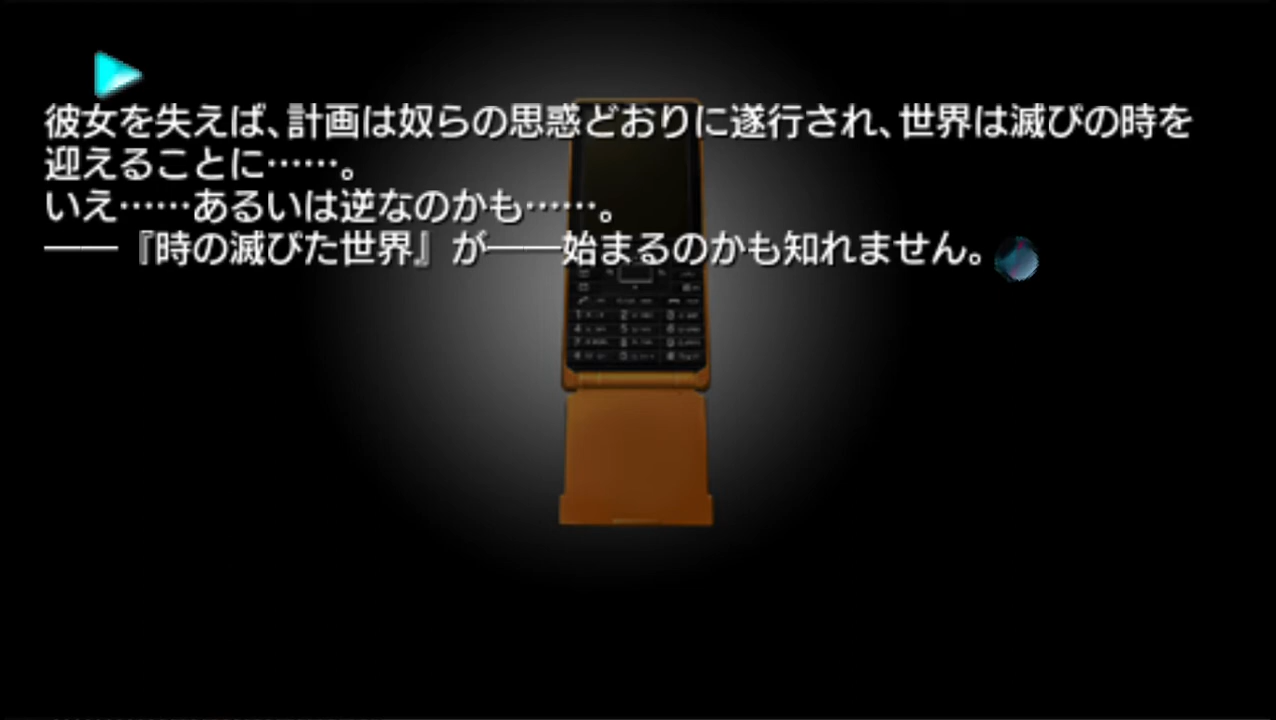 彼女を失えば、計画は奴らの思惑どおりに遂行され、世界は滅びの時を
迎えることに……。
いえ……あるいは逆なのかも……。
――『時の滅びた世界』が――始まるのかも知れません。